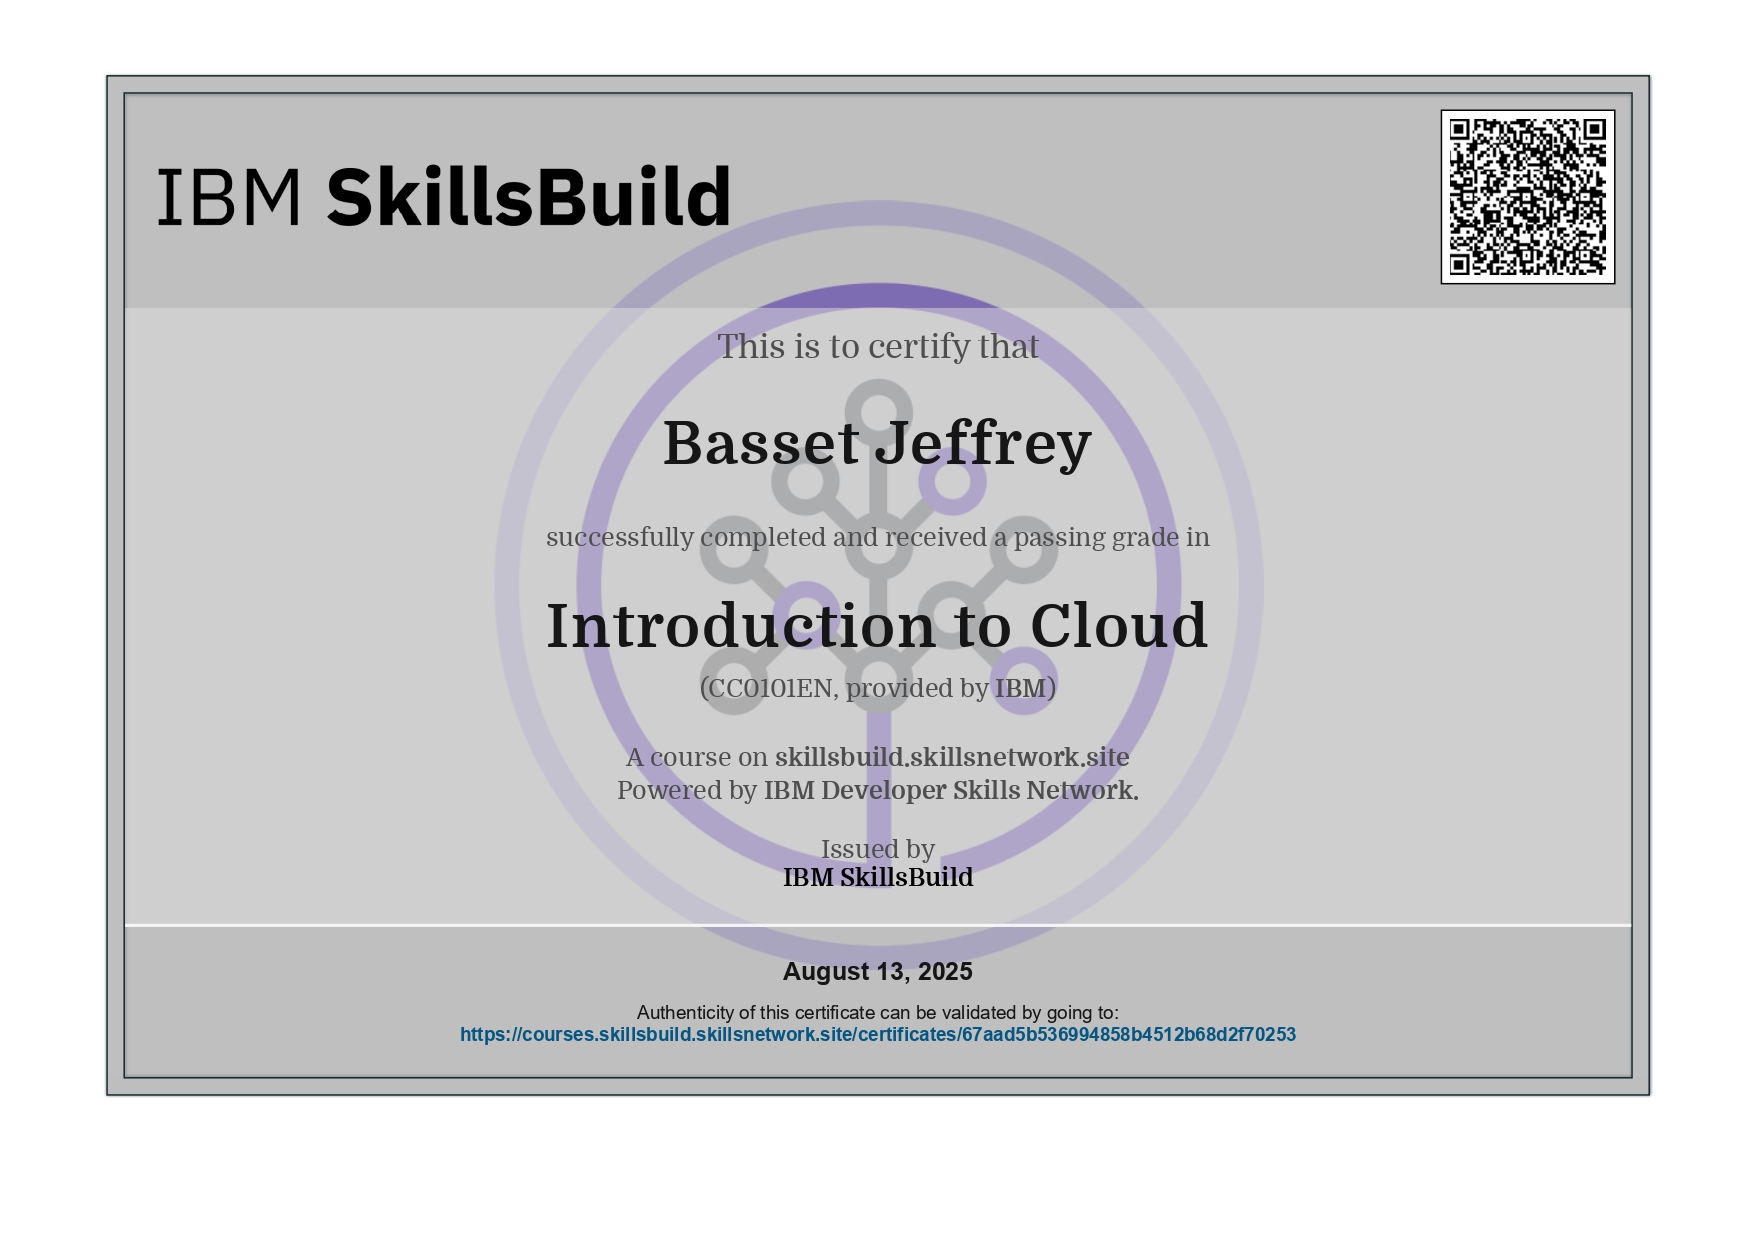 IBM SkillsBuild
This is to certify that
Basset Jeffrey
successfully completed and received a passing grade in
Introduction to Cloud
(CC0101EN, provided by IBM)
A course on skillsbuild.skillsnetwork.site
Powered by IBM Developer Skills Network.
Issued by
IBM SkillsBuild
August 13, 2025
Authenticity of this certificate can be validated by going to:
https://courses.skillsbuild.skillsnetwork.site/certificates/67aad5b536994858b4512b68d2f70253